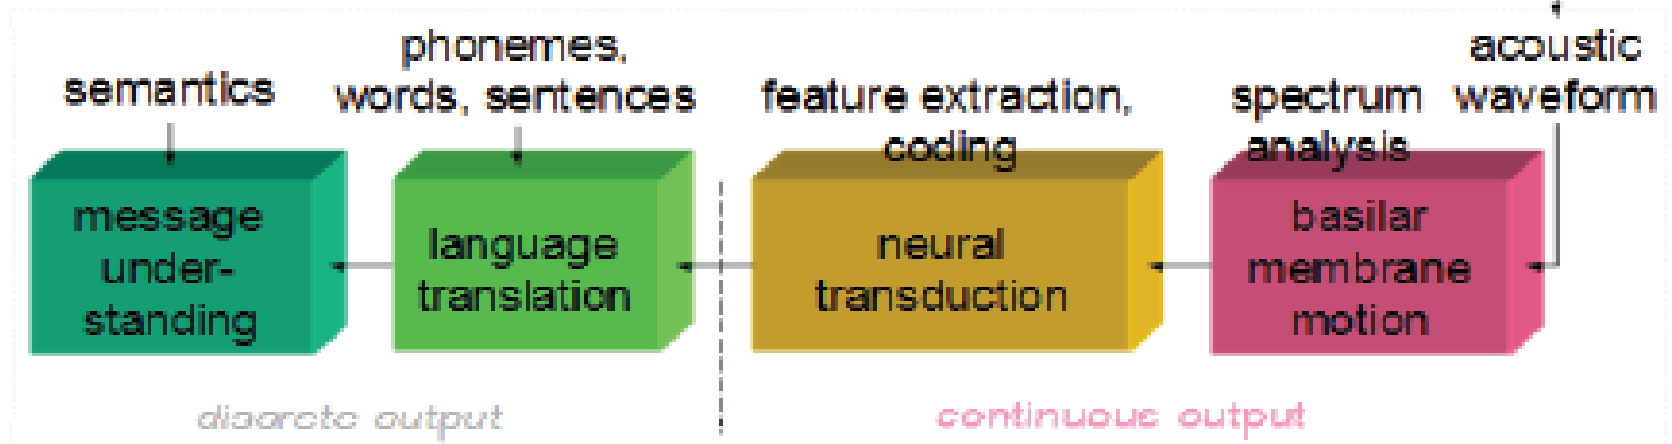 semantics
phonemes,
words, sentences
feature extraction,
coding
spectrum
analysis
acoustic
waveform
message
under-
standing
language
translation
neural
transduction
basilar
membrane
motion
discrete output
continuous output